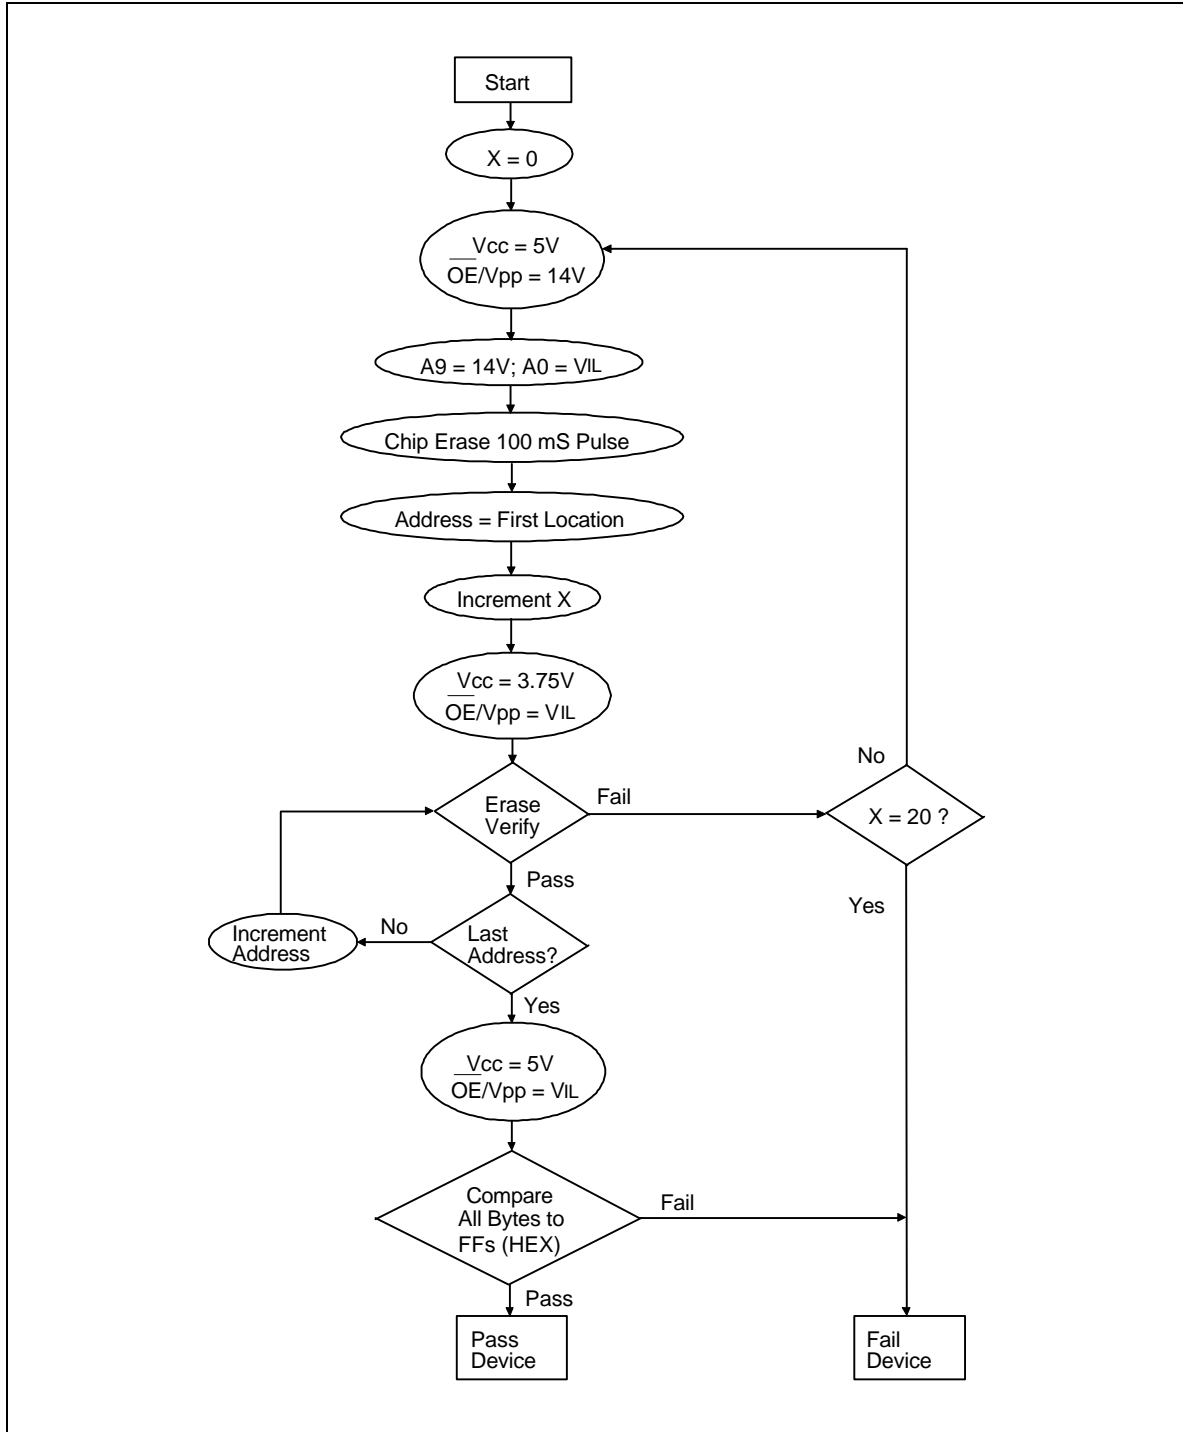 Start
X = 0
Vcc = 5V
OE/Vpp = 14V
A9 = 14V; A0 = VIL
Chip Erase 100 mS Pulse
Address = First Location
Increment X
Vcc = 3.75V
OE/Vpp = VIL
No
Erase
Verify
Fail
X = 20 ?
Pass
Yes
Increment
Address
No
Last
Address?
Yes
Vcc = 5V
OE/Vpp = VIL
Compare
All Bytes to
FFs (HEX)
Fail
Pass
Pass
Device
Fail
Device